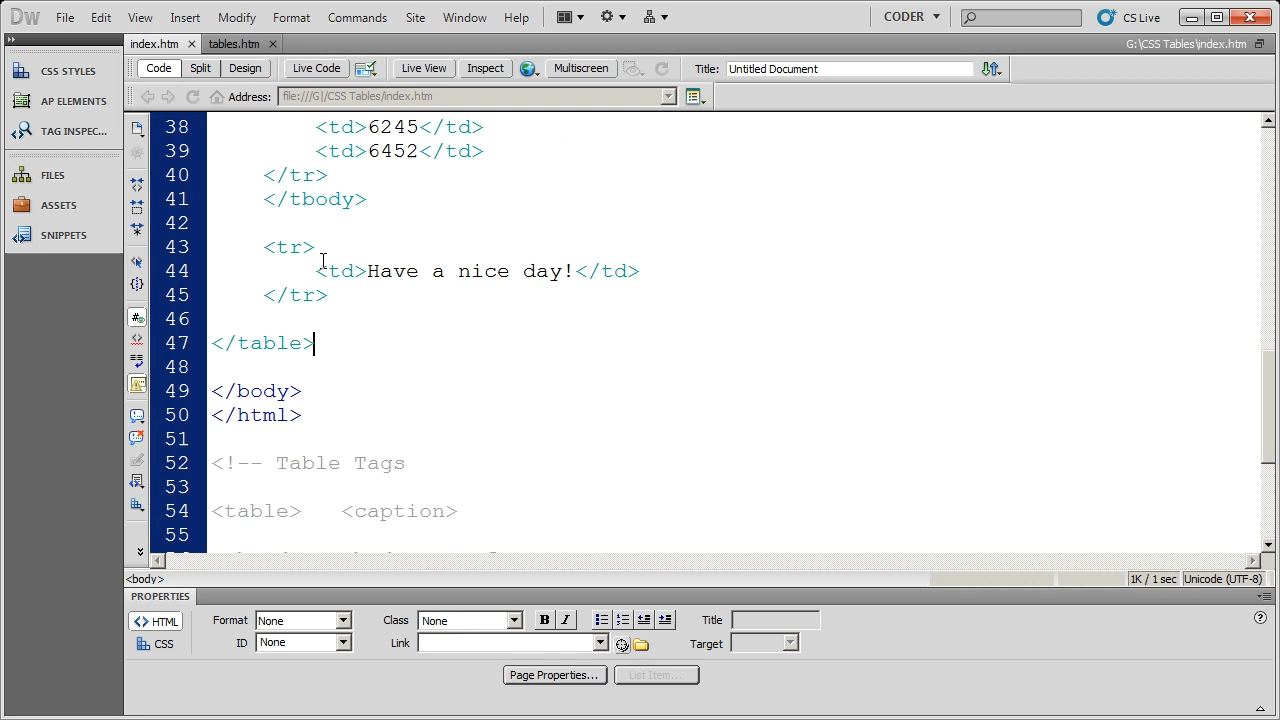 Dw File Edit View Insert Modify Format Commands Site Window Help CODER CS Live
index.htm tables.htm G:\CSS Tables\index.htm
Code Split Design Live Code Live View Inspect Multiscreen Title: Untitled Document
Address: file:///G|/CSS Tables/index.htm
CSS STYLES
AP ELEMENTS
TAG INSPEC...
FILES
ASSETS
SNIPPETS
38 <td>6245</td>
39 <td>6452</td>
40 </tr>
41 </tbody>
42
43 <tr>
44 <td>Have a nice day!</td>
45 </tr>
46
47 </table>
48
49 </body>
50 </html>
51
52 <!-- Table Tags
53
54 <table> <caption>
55
<body> 1K / 1 sec Unicode (UTF-8)
PROPERTIES
<> HTML Format None Class None B I Title
CSS ID None Link Target
Page Properties... List Item...